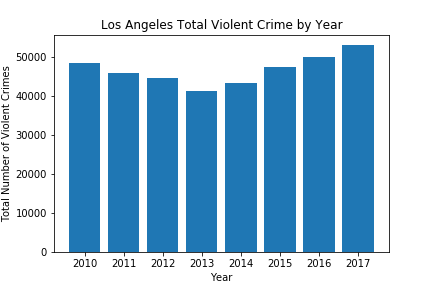 Los Angeles Total Violent Crime by Year
Total Number of Violent Crimes
50000
40000
30000
20000
10000
0
2010 2011 2012 2013 2014 2015 2016 2017
Year